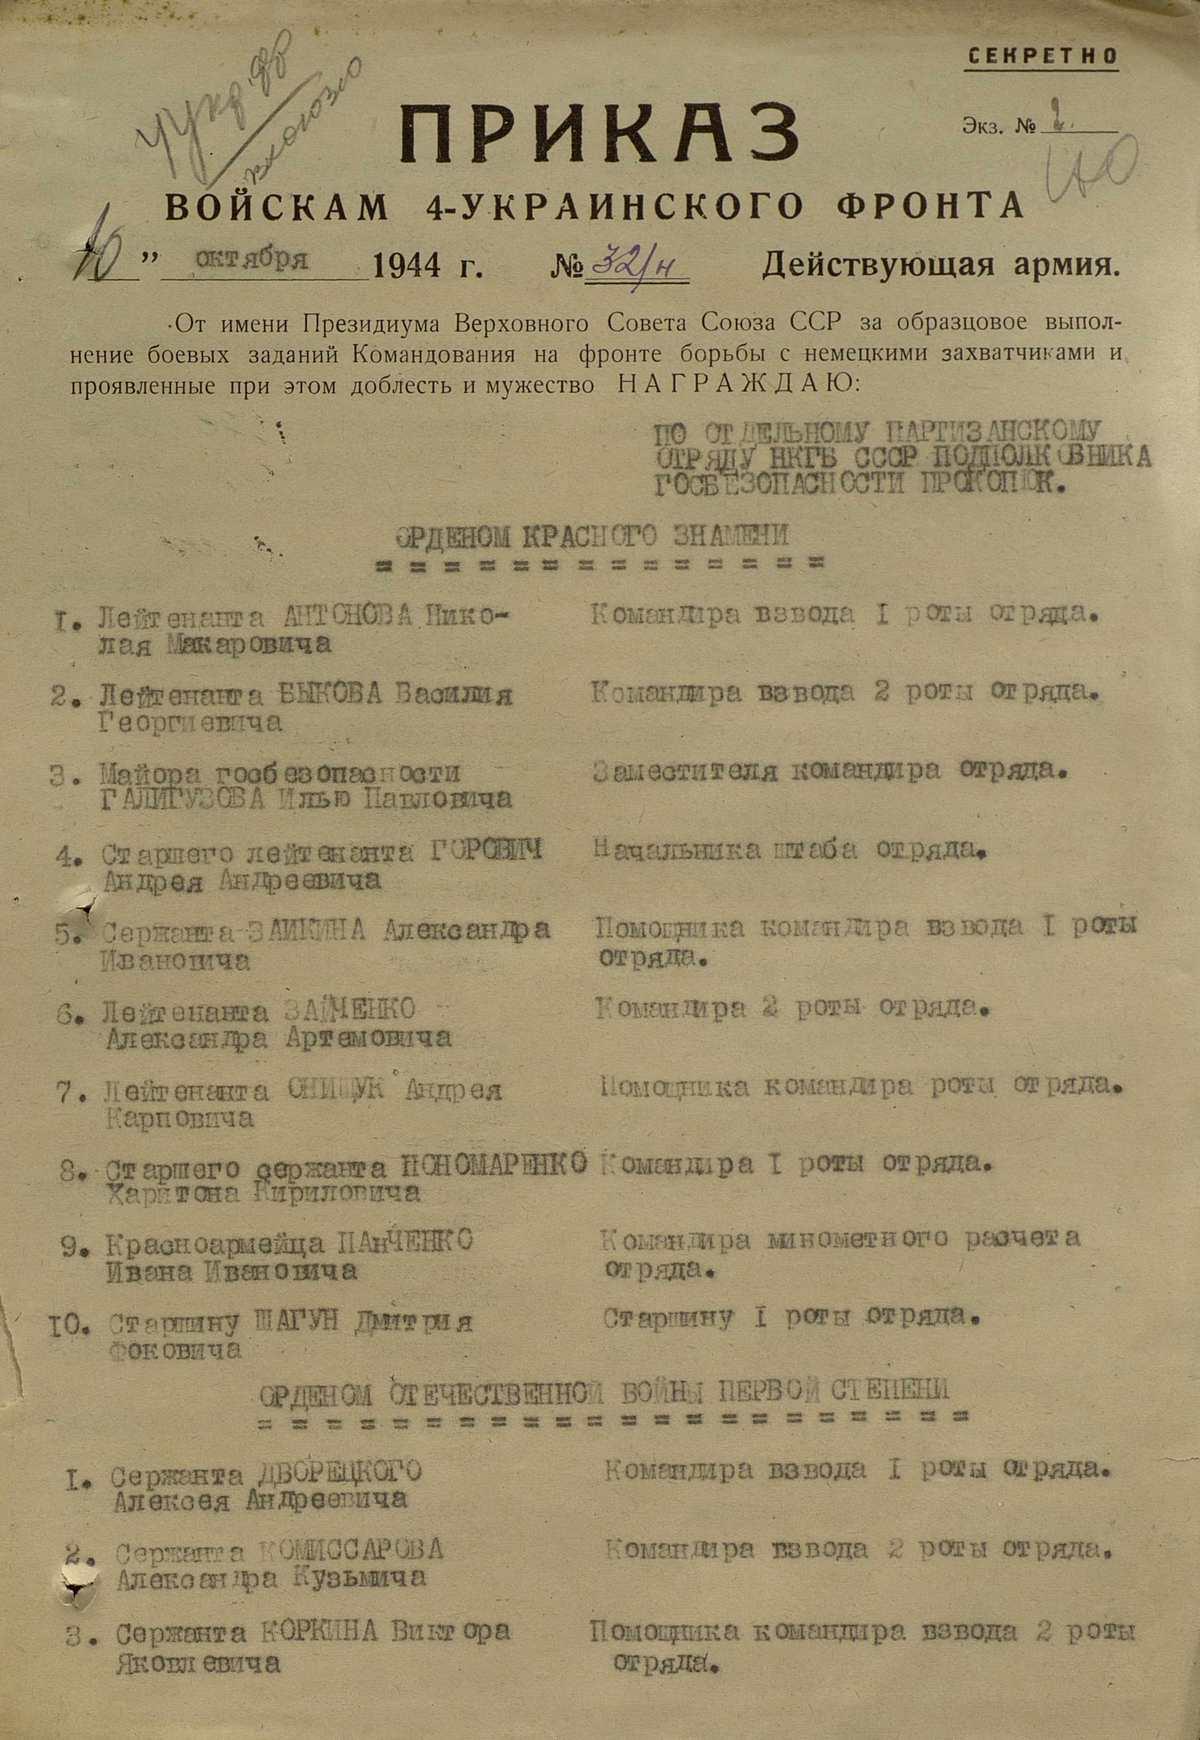 СЕКРЕТНО
ПРИКАЗ
Экз. № 2.
ВОЙСКАМ 4-УКРАИНСКОГО ФРОНТА
10 " октября 1944 г. № 32/н Действующая армия.
От имени Президиума Верховного Совета Союза ССР за образцовое выпол-
нение боевых заданий Командования на фронте борьбы с немецкими захватчиками и
проявленные при этом доблесть и мужество НАГРАЖДАЮ:
ПО ОТДЕЛЬНОМУ ПАРТИЗАНСКОМУ
ОТРЯДУ НКГБ СССР ПОДПОЛКОВНИКА
ГОСБЕЗОПАСНОСТИ ПРОКОПЮК.
ОРДЕНОМ КРАСНОГО ЗНАМЕНИ
1. Лейтенанта АНТОНОВА Нико- Командира взвода I роты отряда.
лая Макаровича
2. Лейтенанта БЫКОВА Василия Командира взвода 2 роты отряда.
Георгиевича
3. Майора госбезопасности Заместителя командира отряда.
ГАЛИГУЗОВА Илью Павловича
4. Старшего лейтенанта ГОРОВИЧ Начальника штаба отряда.
Андрея Андреевича
5. Сержанта ЗАИКИНА Александра Помощника командира взвода I роты
Ивановича отряда.
6. Лейтенанта ЗАЙЧЕНКО Командира 2 роты отряда.
Александра Артемовича
7. Лейтенанта ОНИЩУК Андрея Помощника командира роты отряда.
Карповича
8. Старшего сержанта ПОНОМАРЕНКО Командира I роты отряда.
Харитона Кириловича
9. Красноармейца ПАнЧЕНКО Командира минометного расчета
Ивана Ивановича отряда.
10. Старшину ШАГУН Дмитрия Старшину I роты отряда.
Фоковича
ОРДЕНОМ ОТЕЧЕСТВЕННОЙ ВОЙНЫ ПЕРВОЙ СТЕПЕНИ
1. Сержанта ДВОРЕЦКОГО Командира взвода I роты отряда.
Алексея Андреевича
2. Сержанта КОМИССАРОВА Командира взвода 2 роты отряда.
Александра Кузьмича
3. Сержанта КОРКИНА Виктора Помощника командира взвода 2 роты
Яковлевича отряда.